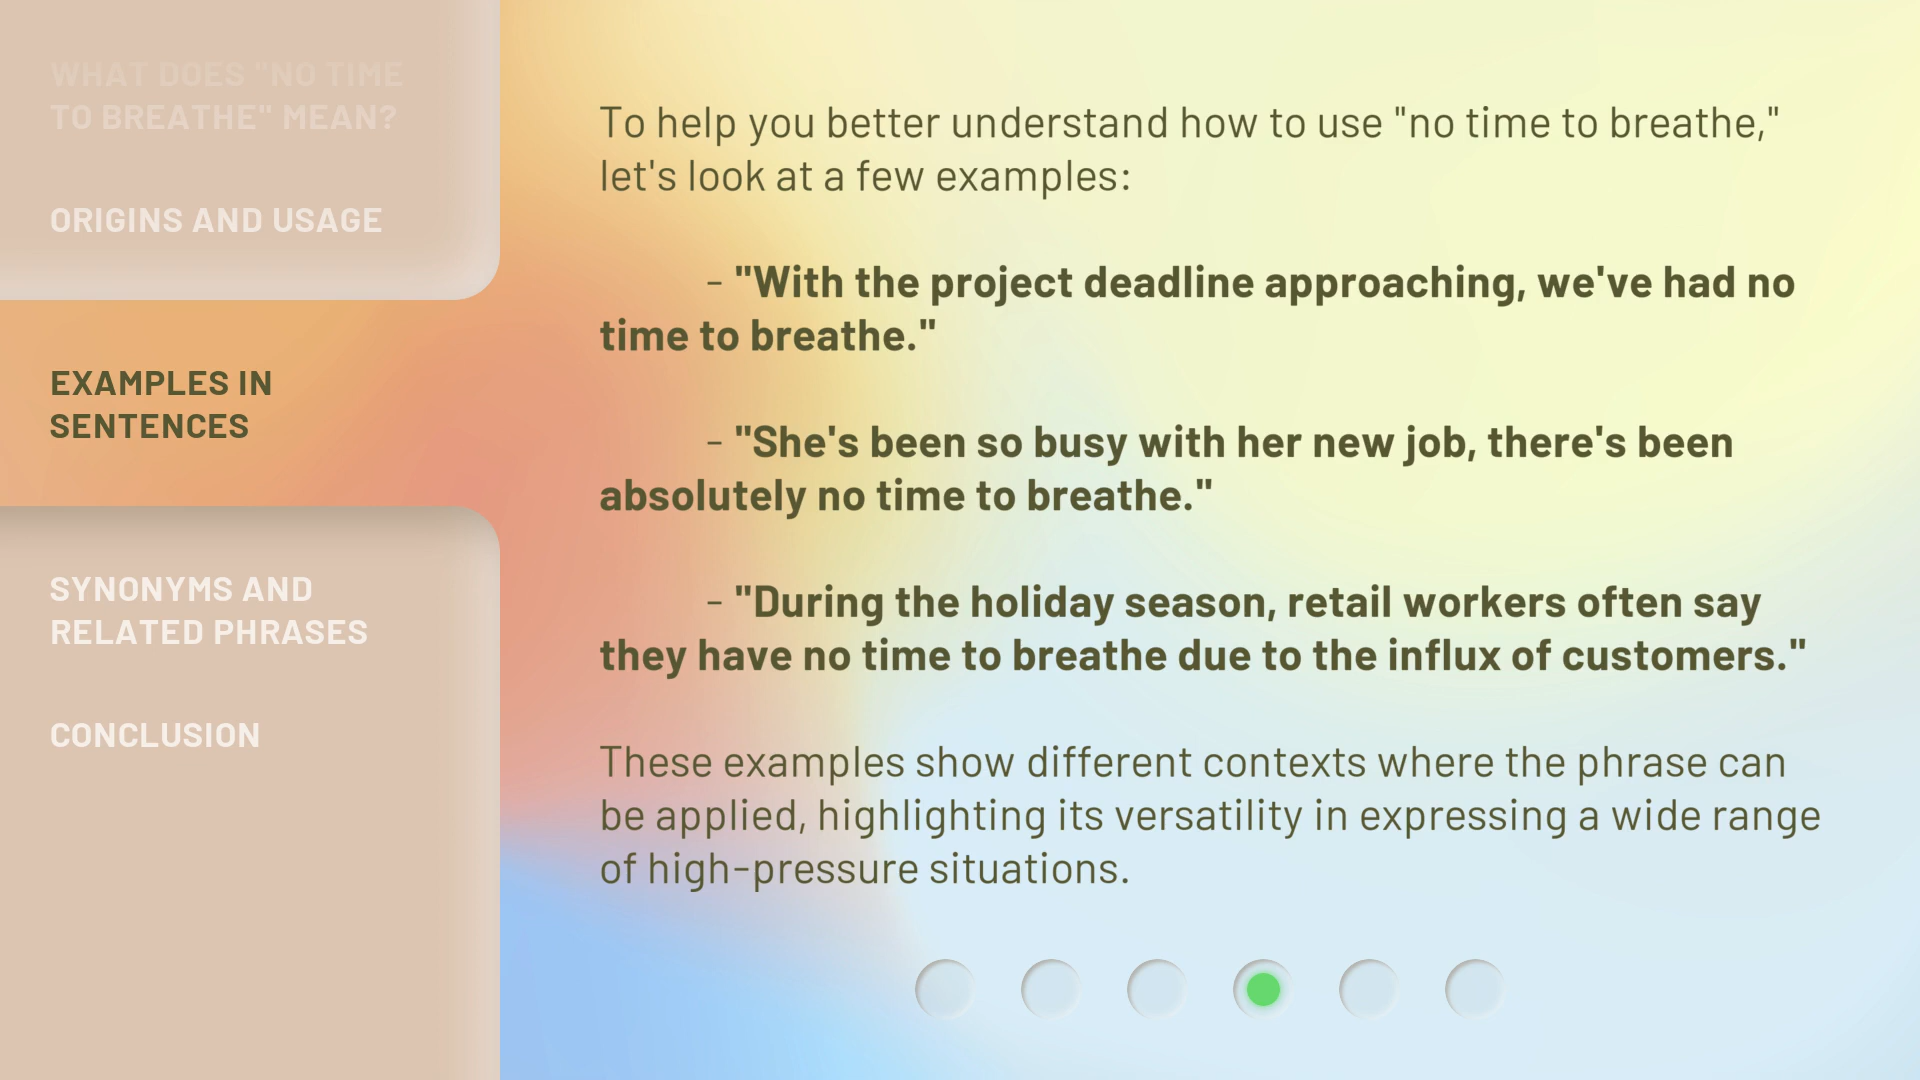 WHAT DOES "NO TIME
TO BREATHE" MEAN?
ORIGINS AND USAGE
EXAMPLES IN
SENTENCES
SYNONYMS AND
RELATED PHRASES
CONCLUSION
To help you better understand how to use "no time to breathe,"
let's look at a few examples:
- "With the project deadline approaching, we've had no
time to breathe."
- "She's been so busy with her new job, there's been
absolutely no time to breathe."
- "During the holiday season, retail workers often say
they have no time to breathe due to the influx of customers."
These examples show different contexts where the phrase can
be applied, highlighting its versatility in expressing a wide range
of high-pressure situations.